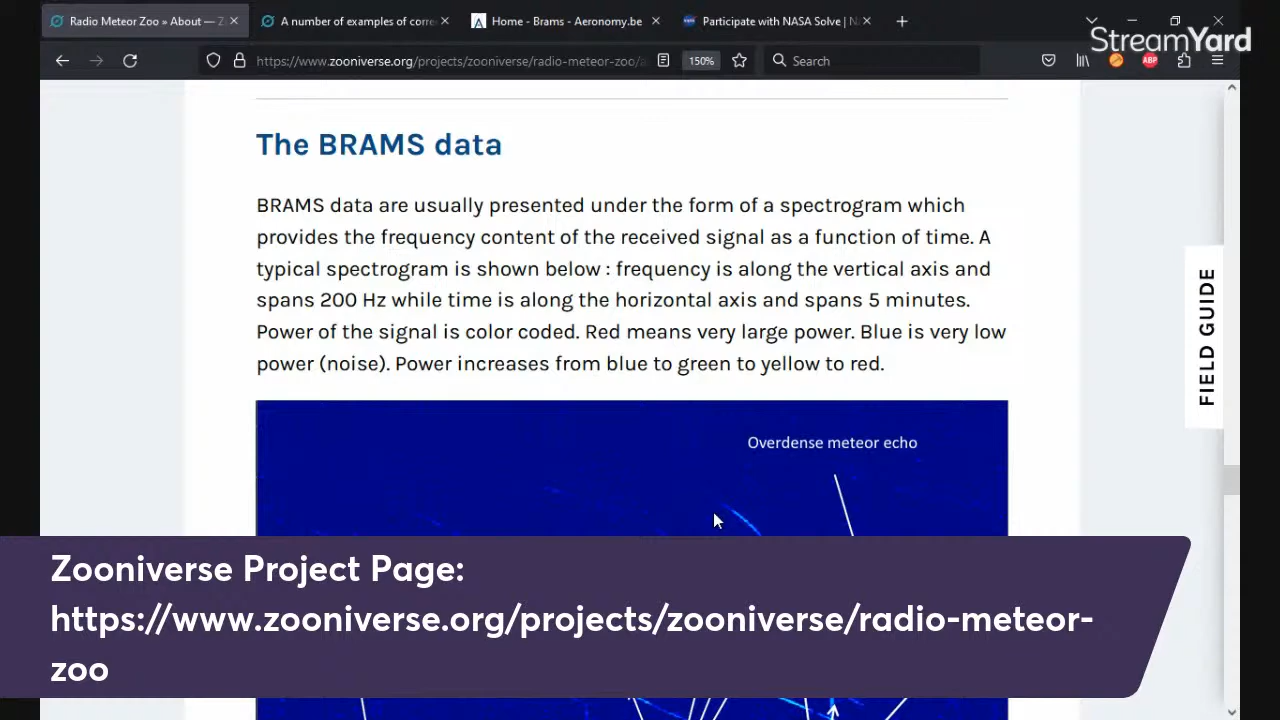 Radio Meteor Zoo » About — Z
A number of examples of corre
Home - Brams - Aeronomy.be
Participate with NASA Solve | N
StreamYard
https://www.zooniverse.org/projects/zooniverse/radio-meteor-zoo/a
150%
Search
ABP
The BRAMS data
BRAMS data are usually presented under the form of a spectrogram which
provides the frequency content of the received signal as a function of time. A
typical spectrogram is shown below : frequency is along the vertical axis and
spans 200 Hz while time is along the horizontal axis and spans 5 minutes.
Power of the signal is color coded. Red means very large power. Blue is very low
power (noise). Power increases from blue to green to yellow to red.
FIELD GUIDE
Overdense meteor echo
Zooniverse Project Page:
https://www.zooniverse.org/projects/zooniverse/radio-meteor-
zoo